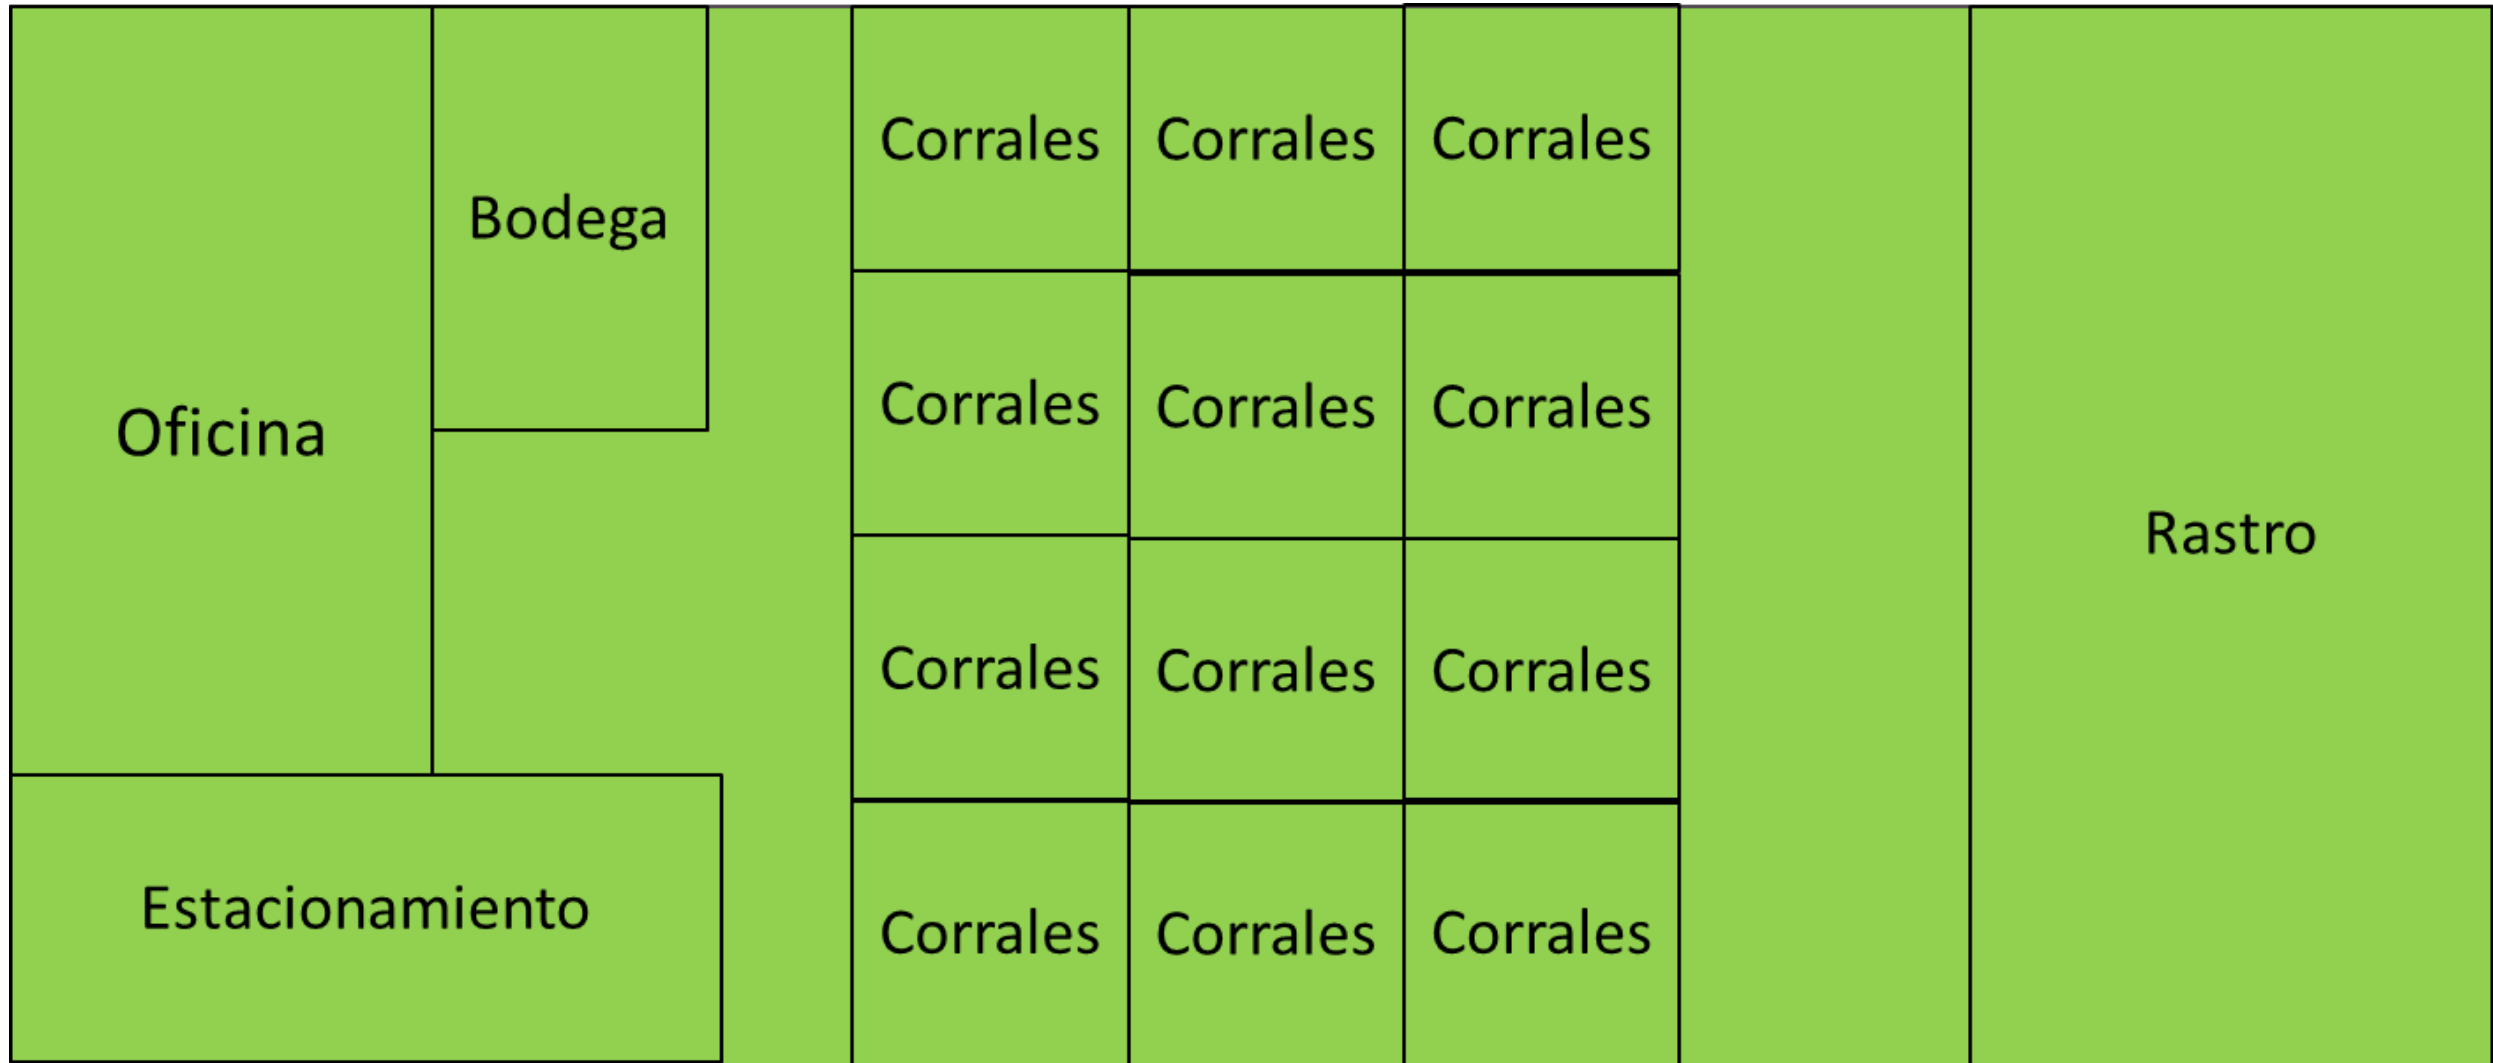 Oficina
Bodega
Estacionamiento
Corrales
Corrales
Corrales
Corrales
Corrales
Corrales
Corrales
Corrales
Corrales
Corrales
Corrales
Corrales
Rastro